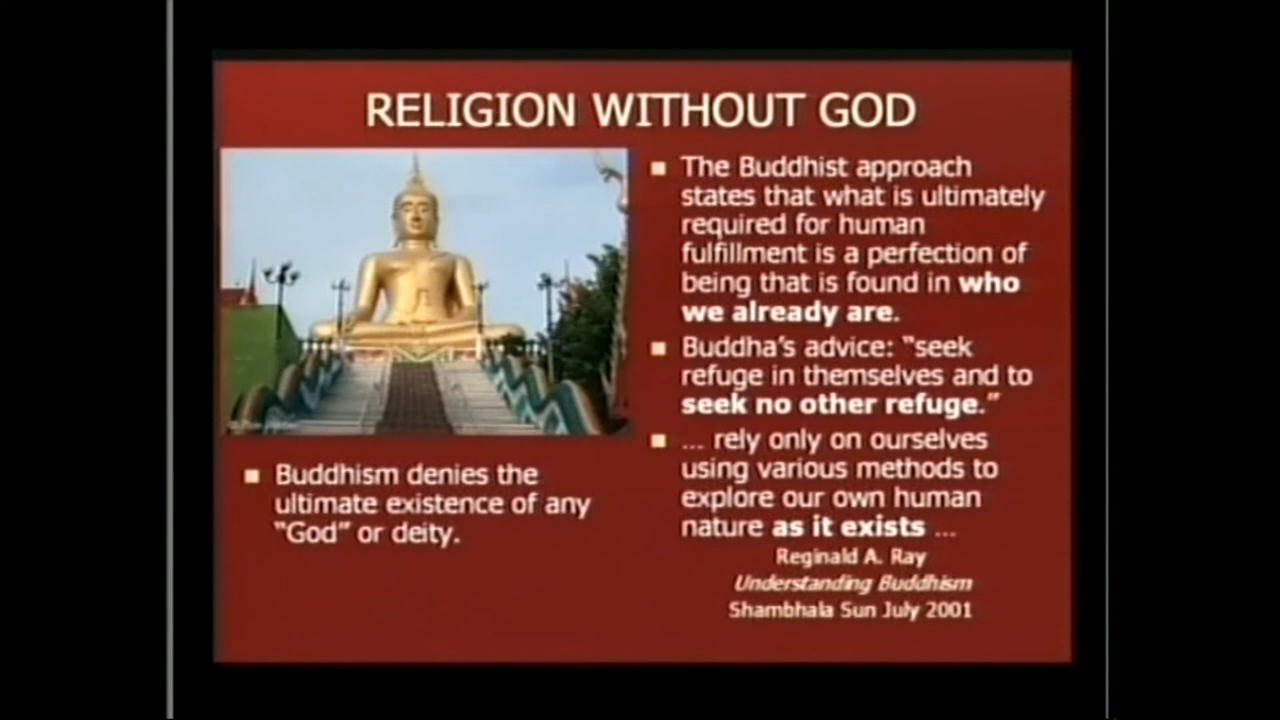 RELIGION WITHOUT GOD
Buddhism denies the
ultimate existence of any
“God” or deity.
The Buddhist approach
states that what is ultimately
required for human
fulfillment is a perfection of
being that is found in who
we already are.
Buddha’s advice: “seek
refuge in themselves and to
seek no other refuge.”
... rely only on ourselves
using various methods to
explore our own human
nature as it exists ...
Reginald A. Ray
Understanding Buddhism
Shambhala Sun July 2001